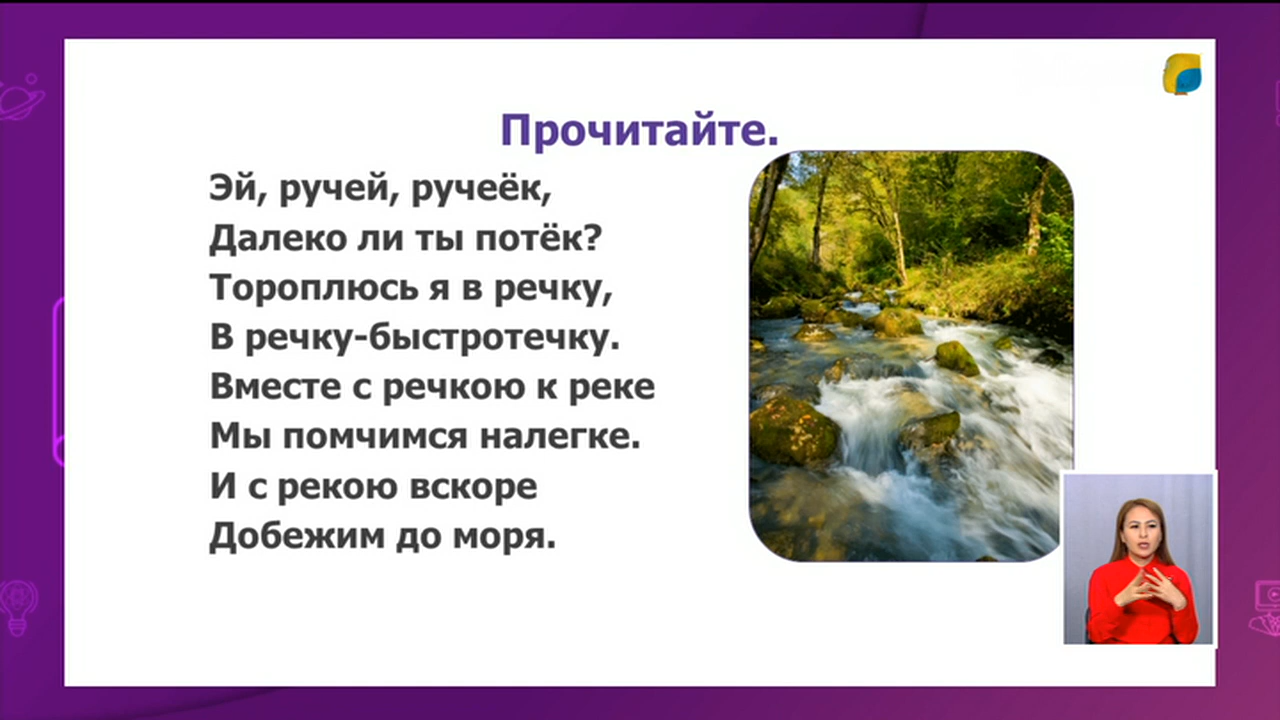 Прочитайте.
Эй, ручей, ручеёк,
Далеко ли ты потёк?
Тороплюсь я в речку,
В речку-быстротечку.
Вместе с речкою к реке
Мы помчимся налегке.
И с рекою вскоре
Добежим до моря.